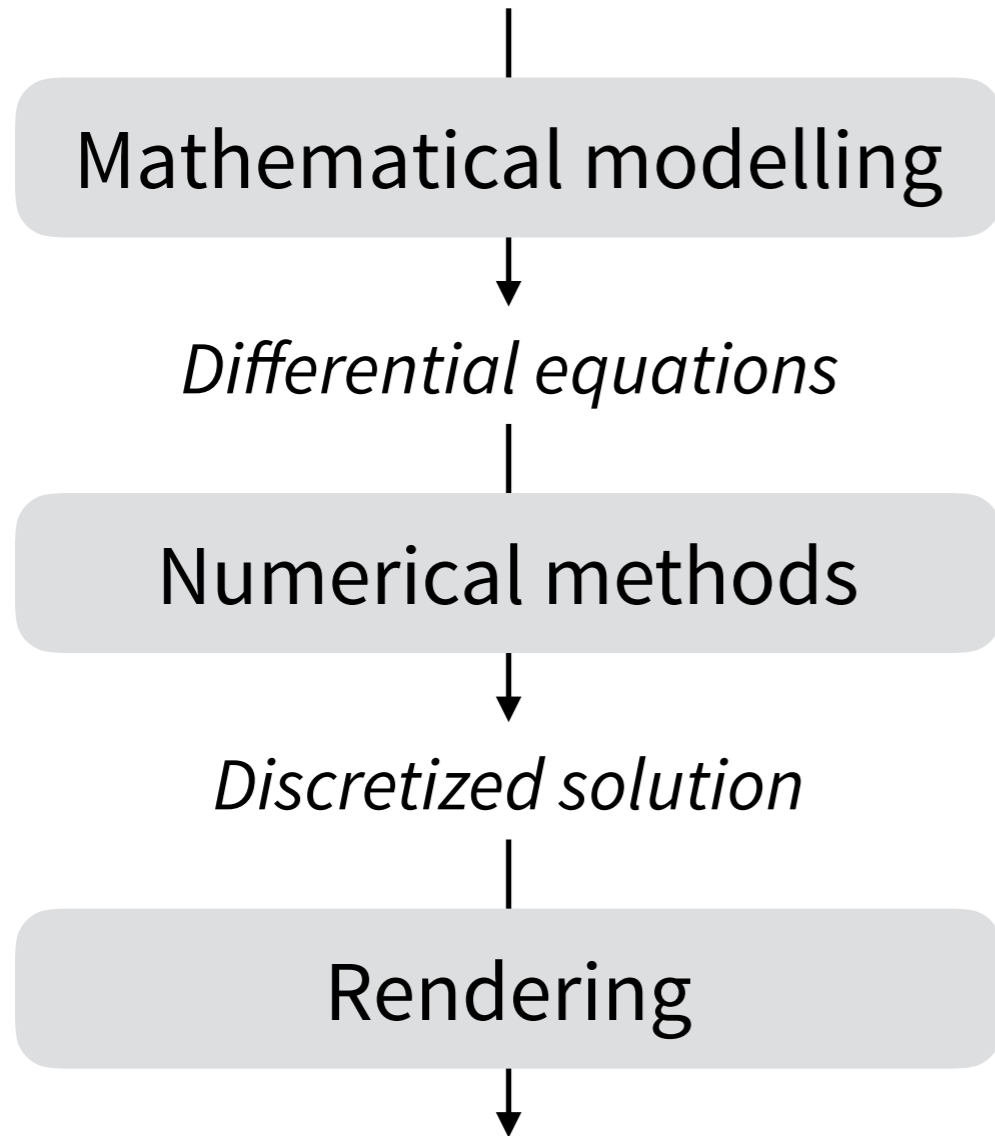 Mathematical modelling
Differential equations
Numerical methods
Discretized solution
Rendering